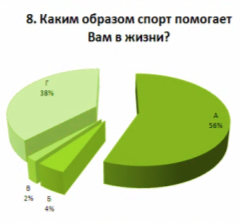 8. Каким образом спорт помогает
Вам в жизни?
Г
38%
А
56%
В
2%
Б
4%